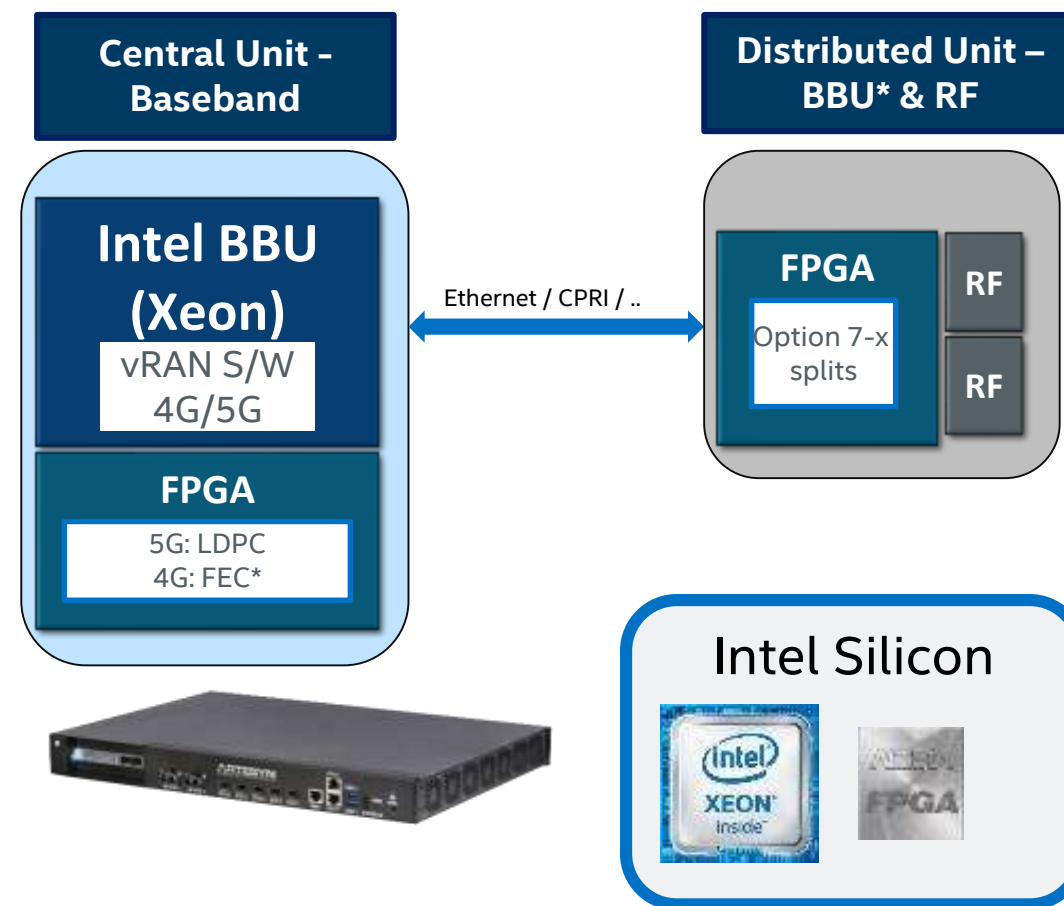 Central Unit -
Baseband
Distributed Unit –
BBU* & RF
Intel BBU
(Xeon)
vRAN S/W
4G/5G
FPGA
5G: LDPC
4G: FEC*
Ethernet / CPRI / ..
FPGA
Option 7-x
splits
RF
RF
ARTESYN
Intel Silicon
intel
XEON
inside
FPGA